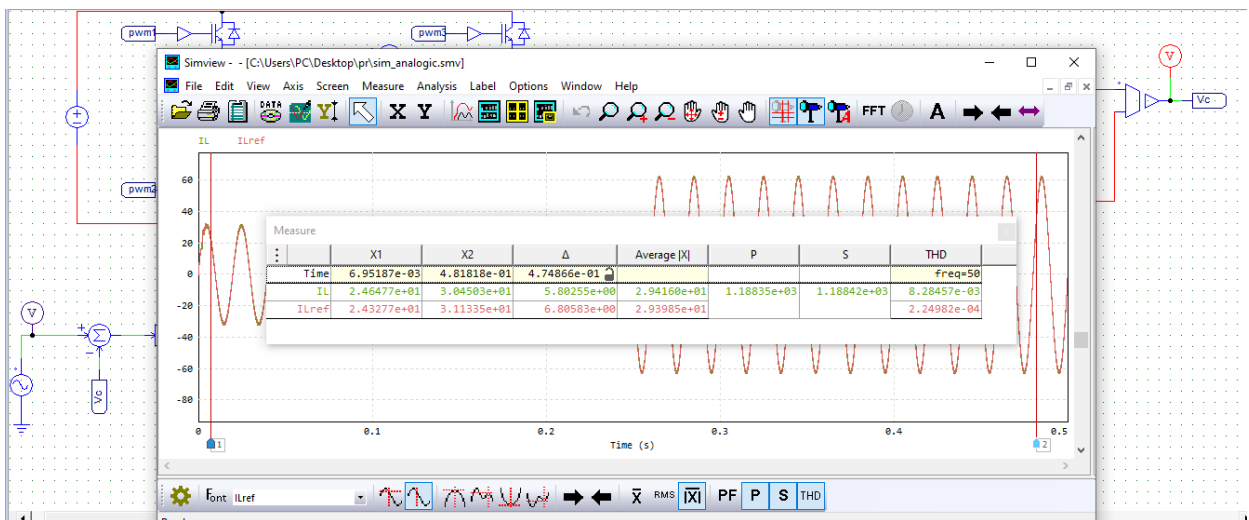 pwm1
pwm3
V
Simview - - [C:\Users\PC\Desktop\pr\sim_analogic.smv]
File Edit View Axis Screen Measure Analysis Label Options Window Help
DATA
X Y
FFT
A
Vc
IL ILref
pwm2
60
40
20
0
-20
-40
-60
-80
Measure
X1 X2 Δ Average |X| P S THD
Time 6.95187e-03 4.81818e-01 4.74866e-01 freq=50
IL 2.46477e+01 3.04503e+01 5.80255e+00 2.94160e+01 1.18835e+03 1.18842e+03 8.28457e-03
ILref 2.43277e+01 3.11335e+01 6.80583e+00 2.93985e+01 2.24982e-04
V
Vc
0 0.1 0.2 0.3 0.4 0.5
1 2
Time (s)
Font ILref
X RMS |X| PF P S THD